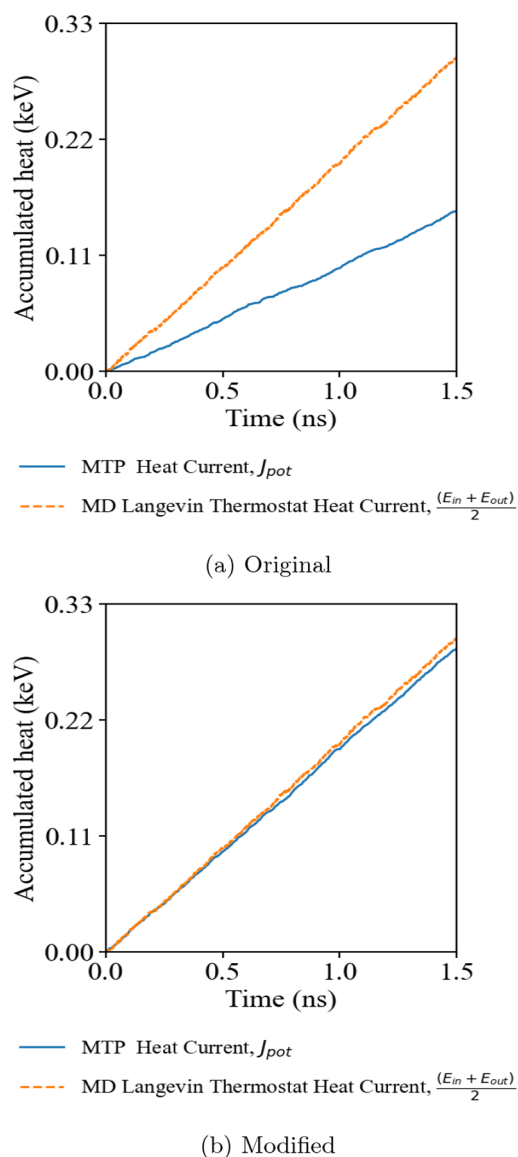 0.33
0.22
0.11
0.00
Accumulated heat (keV)
0.0 0.5 1.0 1.5
Time (ns)
MTP Heat Current, J_pot
MD Langevin Thermostat Heat Current, (E_in + E_out)/2
(a) Original
0.33
0.22
0.11
0.00
Accumulated heat (keV)
0.0 0.5 1.0 1.5
Time (ns)
MTP Heat Current, J_pot
MD Langevin Thermostat Heat Current, (E_in + E_out)/2
(b) Modified